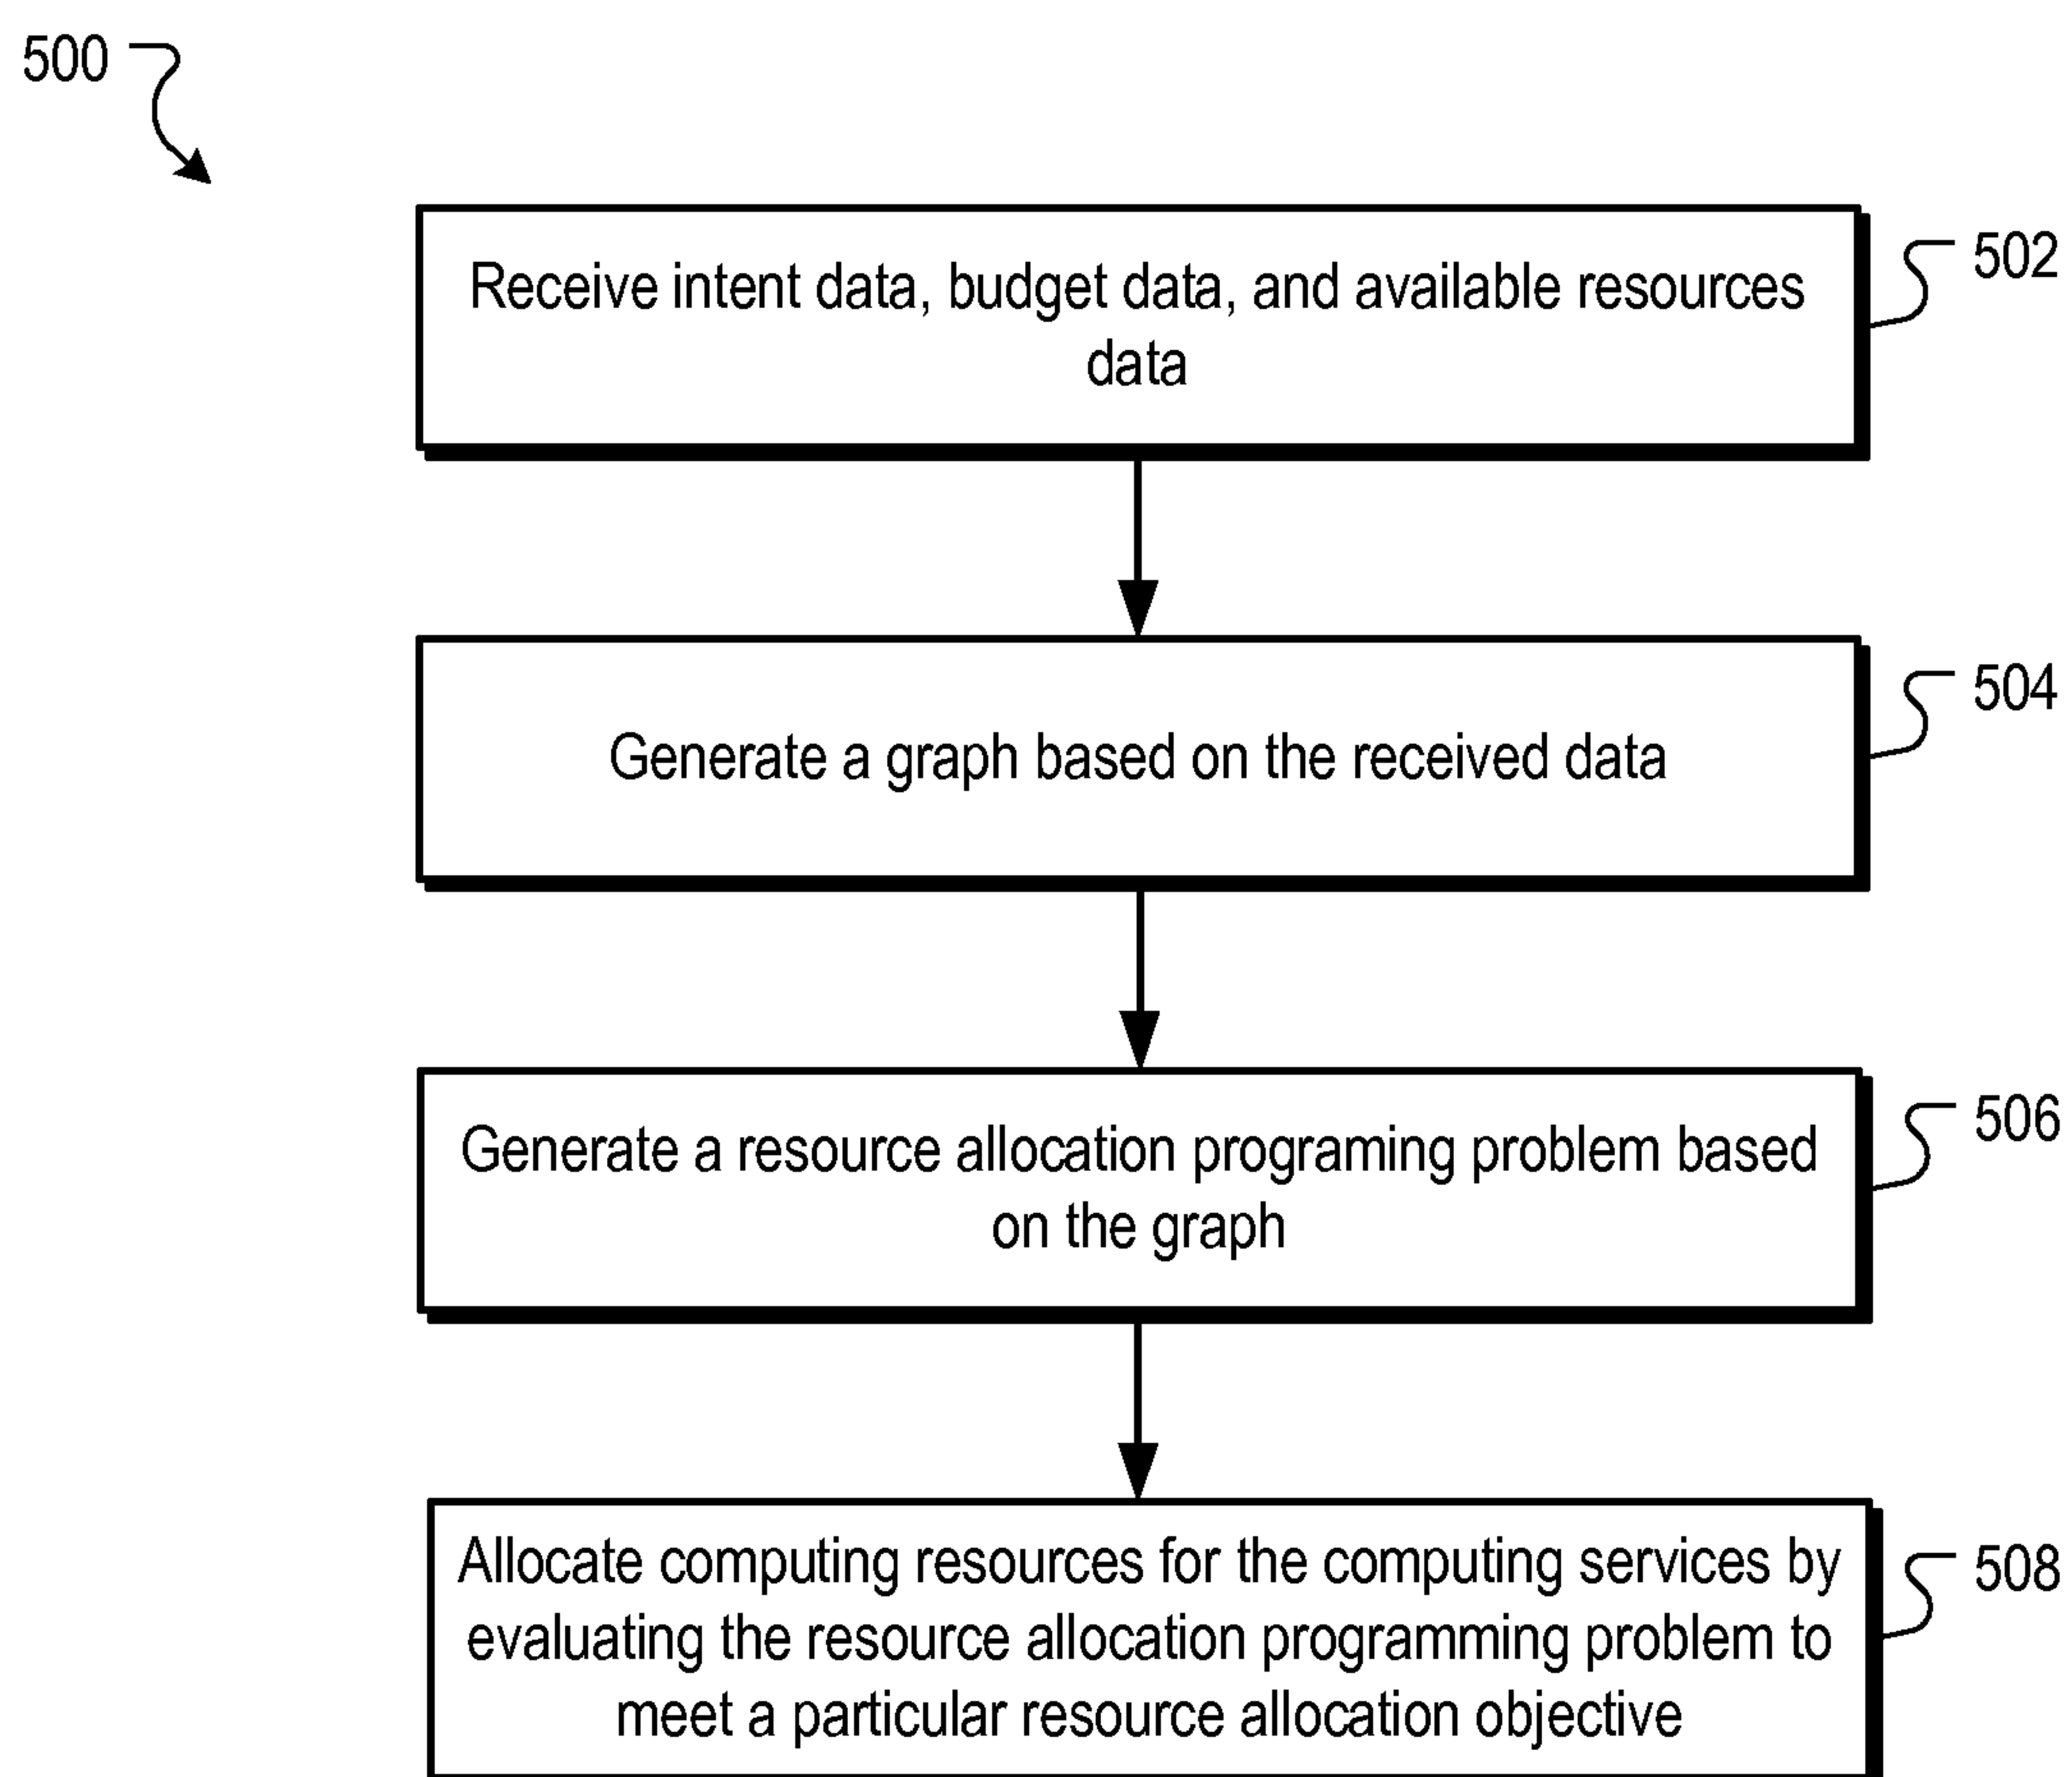 500
Receive intent data, budget data, and available resources
data
502
Generate a graph based on the received data
504
Generate a resource allocation programing problem based
on the graph
506
Allocate computing resources for the computing services by
evaluating the resource allocation programming problem to
meet a particular resource allocation objective
508